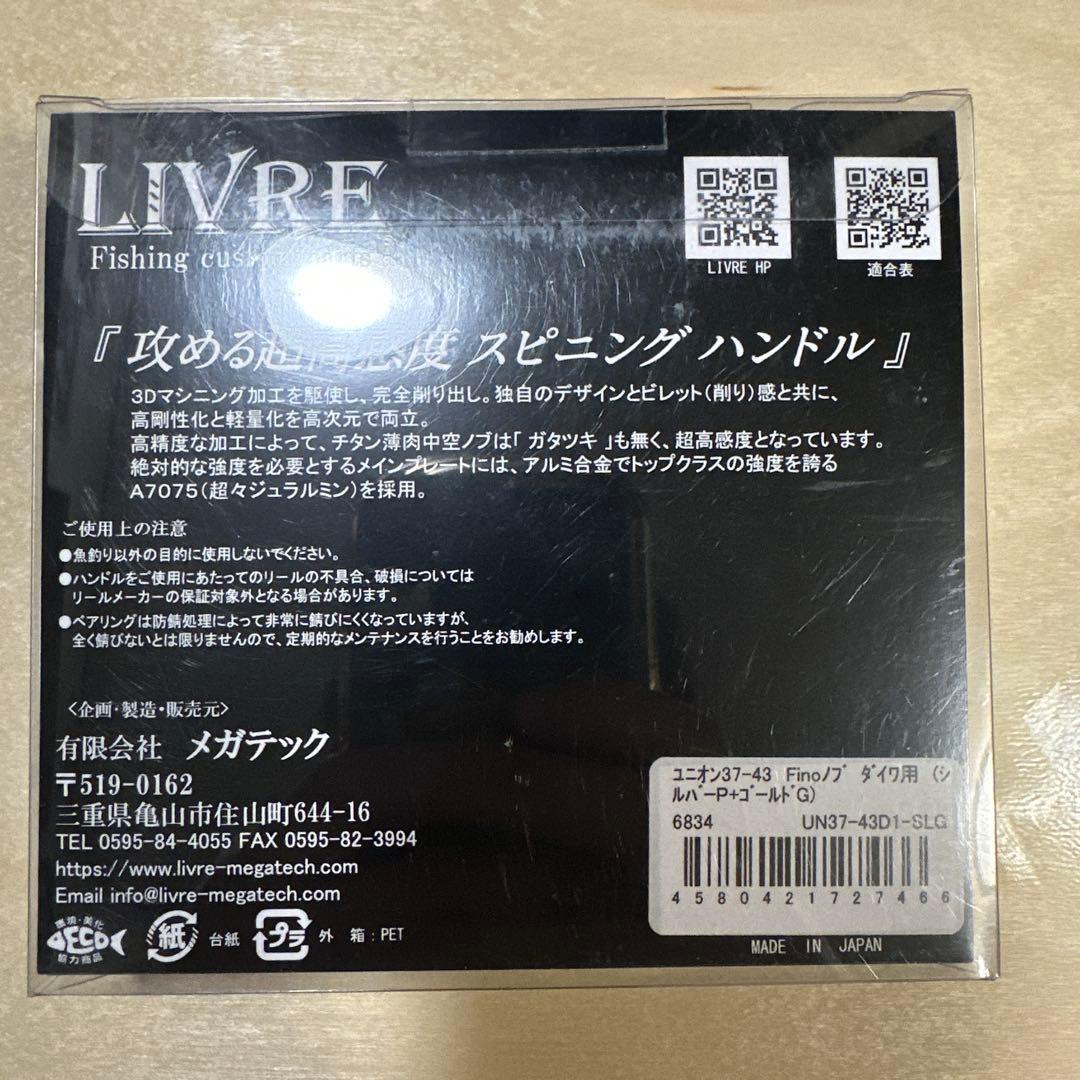 LIVRE
Fishing
LIVRE HP
適合表
『 攻める超高感度 スピニング ハンドル 』
3Dマシニング加工を駆使し、完全削り出し。独自のデザインとビレット(削り)感と共に、
高剛性化と軽量化を高次元で両立。
高精度な加工によって、チタン薄肉中空ノブは「 ガタツキ 」も無く、超高感度となっています。
絶対的な強度を必要とするメインプレートには、アルミ合金でトップクラスの強度を誇る
A7075(超々ジュラルミン)を採用。
ご使用上の注意
●魚釣り以外の目的に使用しないでください。
●ハンドルをご使用にあたってのリールの不具合、破損については
リールメーカーの保証対象外となる場合があります。
●ベアリングは防錆処理によって非常に錆びにくくなっていますが、
全く錆びないとは限りませんので、定期的なメンテナンスを行うことをお勧めします。
<企画・製造・販売元>
有限会社 メガテック
〒519-0162
三重県亀山市住山町644-16
TEL 0595-84-4055 FAX 0595-82-3994
https://www.livre-megatech.com
Email info@livre-megatech.com
環境・美化
ECO
協力商品
紙
台紙
プラ
外 箱:PET
ユニオン37-43 Finoノブ ダイワ用 (シ
ルバーP+ゴールドG)
6834 UN37-43D1-SLG
4580421727466
MADE IN JAPAN